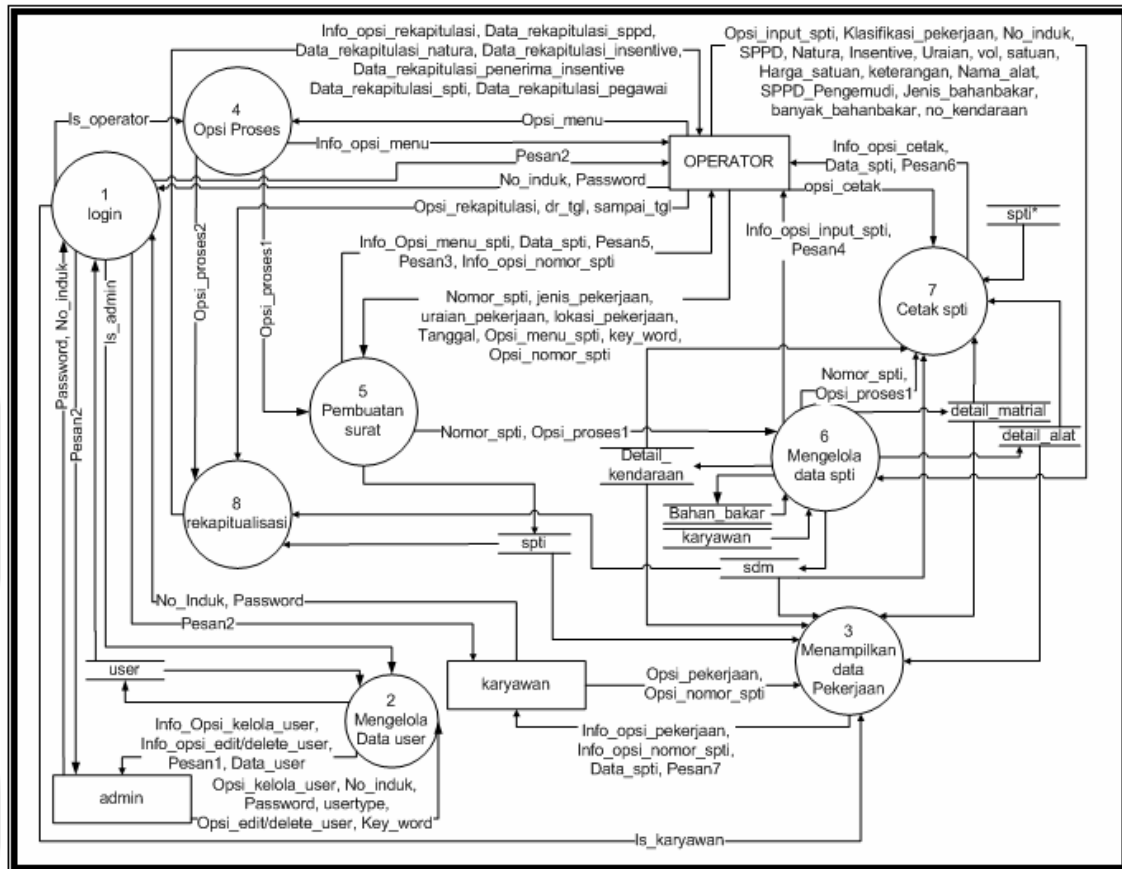 Info_opsi_rekapitulasi, Data_rekapitulasi_sppd,
Data_rekapitulasi_natura, Data_rekapitulasi_insentive,
Data_rekapitulasi_penerima_insentive
Data_rekapitulasi_spti, Data_rekapitulasi_pegawai
Opsi_input_spti, Klasifikasi_pekerjaan, No_induk,
SPPD, Natura, Insentive, Uraian, vol, satuan,
Harga_satuan, keterangan, Nama_alat,
SPPD_Pengemudi, Jenis_bahanbakar,
banyak_bahanbakar, no_kendaraan
4
Opsi Proses
Is_operator
Opsi_menu
Info_opsi_menu
OPERATOR
Info_opsi_cetak,
Data_spti, Pesan6
Pesan2
No_induk, Password
opsi_cetak
1
login
Opsi_rekapitulasi, dr_tgl, sampai_tgl
spti*
Info_opsi_input_spti,
Pesan4
Opsi_proses2
Opsi_proses1
Info_Opsi_menu_spti, Data_spti, Pesan5,
Pesan3, Info_opsi_nomor_spti
7
Cetak spti
Password, No_induk
Is_admin
Pesan2
Nomor_spti, jenis_pekerjaan,
uraian_pekerjaan, lokasi_pekerjaan,
Tanggal, Opsi_menu_spti, key_word,
Opsi_nomor_spti
5
Pembuatan
surat
Nomor_spti,
Opsi_proses1
detail_matrial
detail_alat
Nomor_spti, Opsi_proses1
6
Mengelola
data spti
Detail_
kendaraan
Bahan_bakar
karyawan
8
rekapitualisasi
spti
sdm
No_Induk, Password
Pesan2
3
Menampilkan
data
Pekerjaan
user
karyawan
Opsi_pekerjaan,
Opsi_nomor_spti
2
Mengelola
Data user
Info_Opsi_kelola_user,
Info_opsi_edit/delete_user,
Pesan1, Data_user
Info_opsi_pekerjaan,
Info_opsi_nomor_spti,
Data_spti, Pesan7
admin
Opsi_kelola_user, No_induk,
Password, usertype,
Opsi_edit/delete_user, Key_word
Is_karyawan